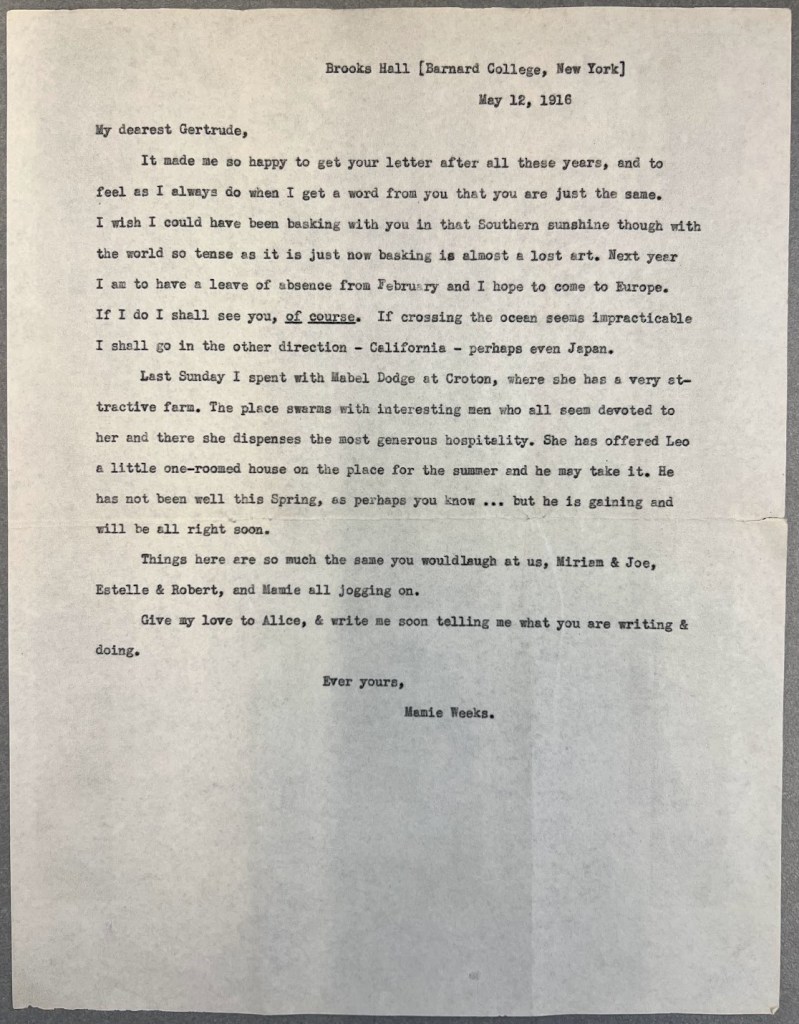 Brooks Hall [Barnard College, New York]
May 12, 1916
My dearest Gertrude,
It made me so happy to get your letter after all these years, and to
feel as I always do when I get a word from you that you are just the same.
I wish I could have been basking with you in that Southern sunshine though with
the world so tense as it is just now basking is almost a lost art. Next year
I am to have a leave of absence from February and I hope to come to Europe.
If I do I shall see you, of course. If crossing the ocean seems impracticable
I shall go in the other direction - California - perhaps even Japan.
Last Sunday I spent with Mabel Dodge at Croton, where she has a very st-
tractive farm. The place swarms with interesting men who all seem devoted to
her and there she dispenses the most generous hospitality. She has offered Leo
a little one-roomed house on the place for the summer and he may take it. He
has not been well this Spring, as perhaps you know ... but he is gaining and
will be all right soon.
Things here are so much the same you wouldlaugh at us, Miriam & Joe,
Estelle & Robert, and Mamie all jogging on.
Give my love to Alice, & write me soon telling me what you are writing &
doing.
Ever yours,
Mamie Weeks.